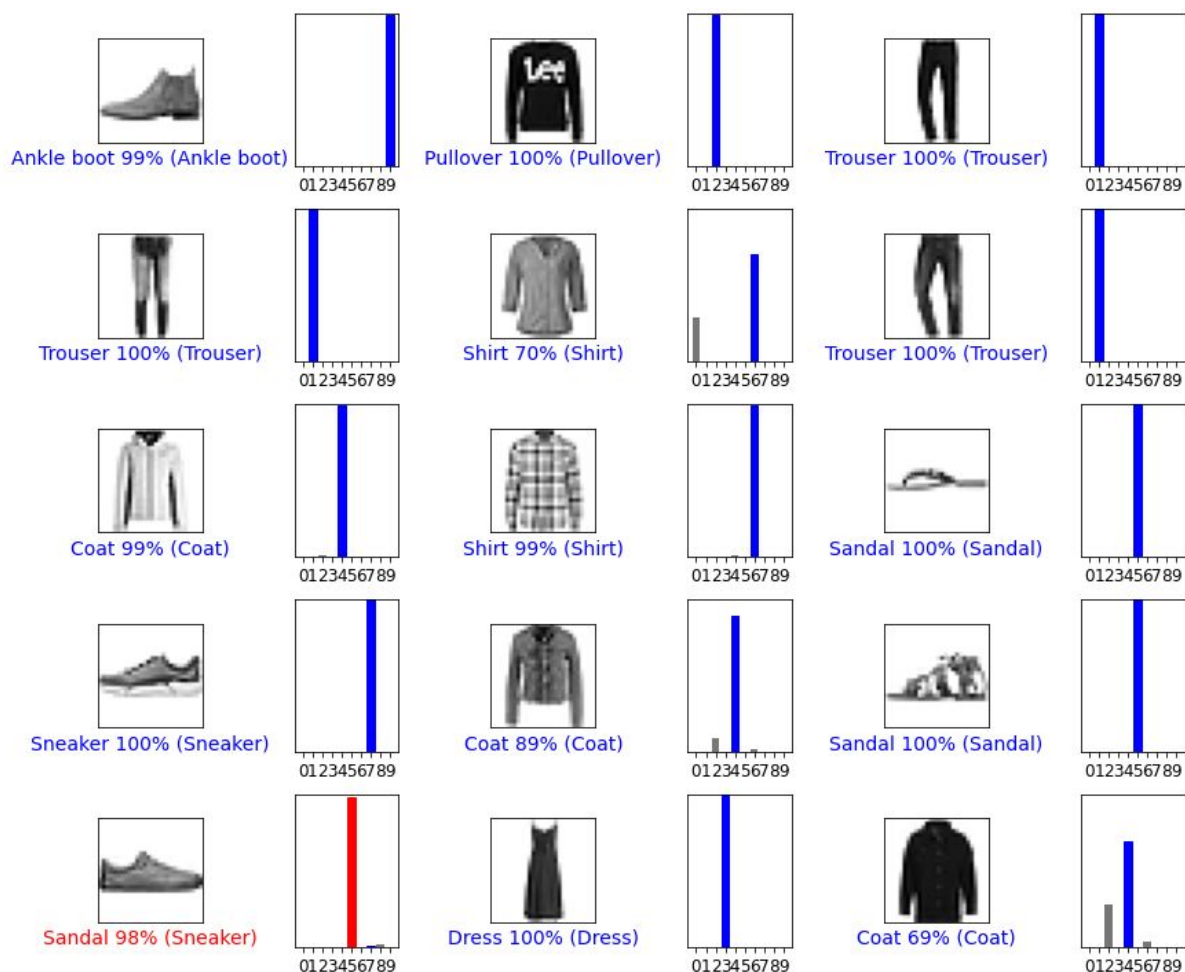 Lee
Ankle boot 99% (Ankle boot)
0123456789
Pullover 100% (Pullover)
0123456789
Trouser 100% (Trouser)
0123456789
Trouser 100% (Trouser)
0123456789
Shirt 70% (Shirt)
0123456789
Trouser 100% (Trouser)
0123456789
Coat 99% (Coat)
0123456789
Shirt 99% (Shirt)
0123456789
Sandal 100% (Sandal)
0123456789
Sneaker 100% (Sneaker)
0123456789
Coat 89% (Coat)
0123456789
Sandal 100% (Sandal)
0123456789
Sandal 98% (Sneaker)
0123456789
Dress 100% (Dress)
0123456789
Coat 69% (Coat)
0123456789